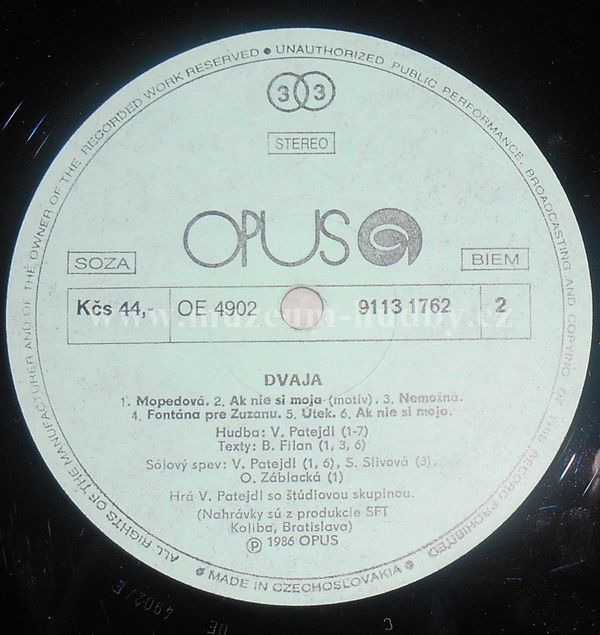 ALL RIGHTS OF THE MANUFACTURER AND OF THE OWNER OF THE RECORDED WORK RESERVED ● UNAUTHORIZED PUBLIC PERFORMANCE, BROADCASTING AND COPYING OF THIS RECORD PROHIBITED
33
STEREO
OPUS
SOZA BIEM
Kčs 44,- OE 4902 9113 1762 2
www.muzeum-hudby.cz
DVAJA
1. Mopedová. 2. Ak nie si moja (motív). 3. Nemožná.
4. Fontána pre Zuzanu. 5. Útek. 6. Ak nie si moja.
Hudba: V. Patejdl (1-7)
Texty: B. Filan (1, 3, 6)
Sólový spev: V. Patejdl (1, 6), S. Slivová (3),
O. Záblacká (1)
Hrá V. Patejdl so štúdiovou skupinou.
(Nahrávky sú z produkcie SFT
Koliba, Bratislava)
Ⓟ 1986 OPUS
● MADE IN CZECHOSLOVAKIA ●